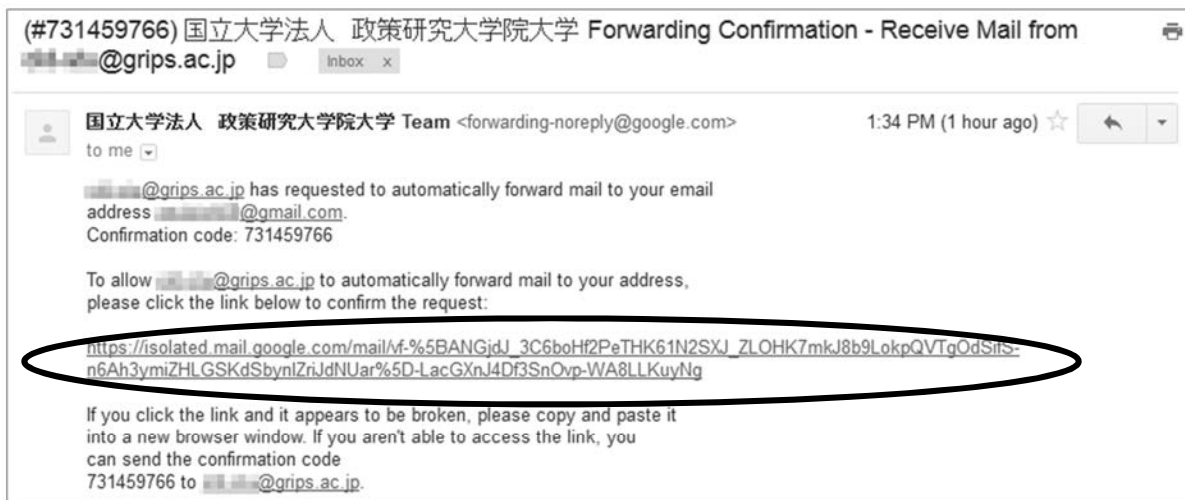 (#731459766) 国立大学法人 政策研究大学院大学 Forwarding Confirmation - Receive Mail from
@grips.ac.jp Inbox x
国立大学法人 政策研究大学院大学 Team <forwarding-noreply@google.com> 1:34 PM (1 hour ago)
to me
@grips.ac.jp has requested to automatically forward mail to your email
address @gmail.com.
Confirmation code: 731459766
To allow @grips.ac.jp to automatically forward mail to your address,
please click the link below to confirm the request:
https://isolated.mail.google.com/mail/vf-%5BANGjdJ_3C6boHf2PeTHK61N2SXJ_ZLOHK7mkJ8b9LokpQVTgOdSifS-
n6Ah3ymiZHLGSKdSbynlZriJdNUar%5D-LacGXnJ4Df3SnOvp-WA8LLKuyNg
If you click the link and it appears to be broken, please copy and paste it
into a new browser window. If you aren't able to access the link, you
can send the confirmation code
731459766 to @grips.ac.jp.